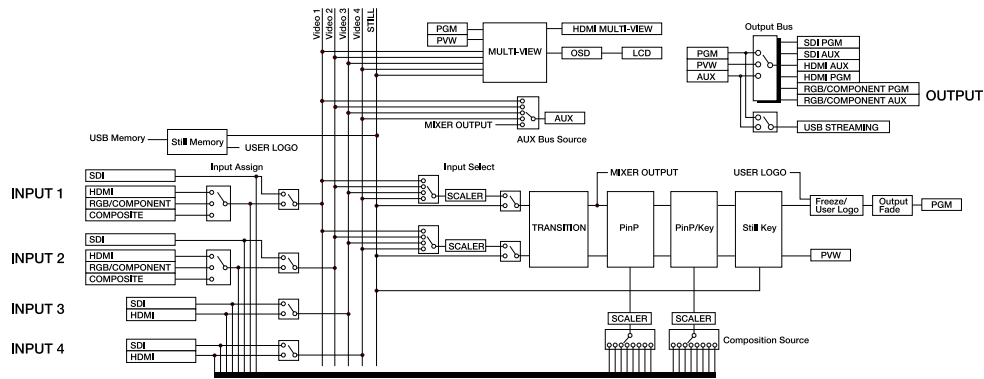 Video 1
Video 2
Video 3
Video 4
STILL
PGM
PVW
MULTI-VIEW
HDMI MULTI-VIEW
OSD
LCD
Output Bus
PGM
PVW
AUX
SDI PGM
SDI AUX
HDMI AUX
HDMI PGM
RGB/COMPONENT PGM
RGB/COMPONENT AUX
OUTPUT
USB STREAMING
MIXER OUTPUT
AUX
AUX Bus Source
USB Memory
Still Memory
USER LOGO
Input Assign
Input Select
INPUT 1
SDI
HDMI
RGB/COMPONENT
COMPOSITE
SCALER
MIXER OUTPUT
USER LOGO
Freeze/
User Logo
Output
Fade
PGM
TRANSITION
PinP
PinP/Key
Still Key
INPUT 2
SDI
HDMI
RGB/COMPONENT
COMPOSITE
SCALER
PVW
INPUT 3
SDI
HDMI
SCALER
SCALER
Composition Source
INPUT 4
SDI
HDMI